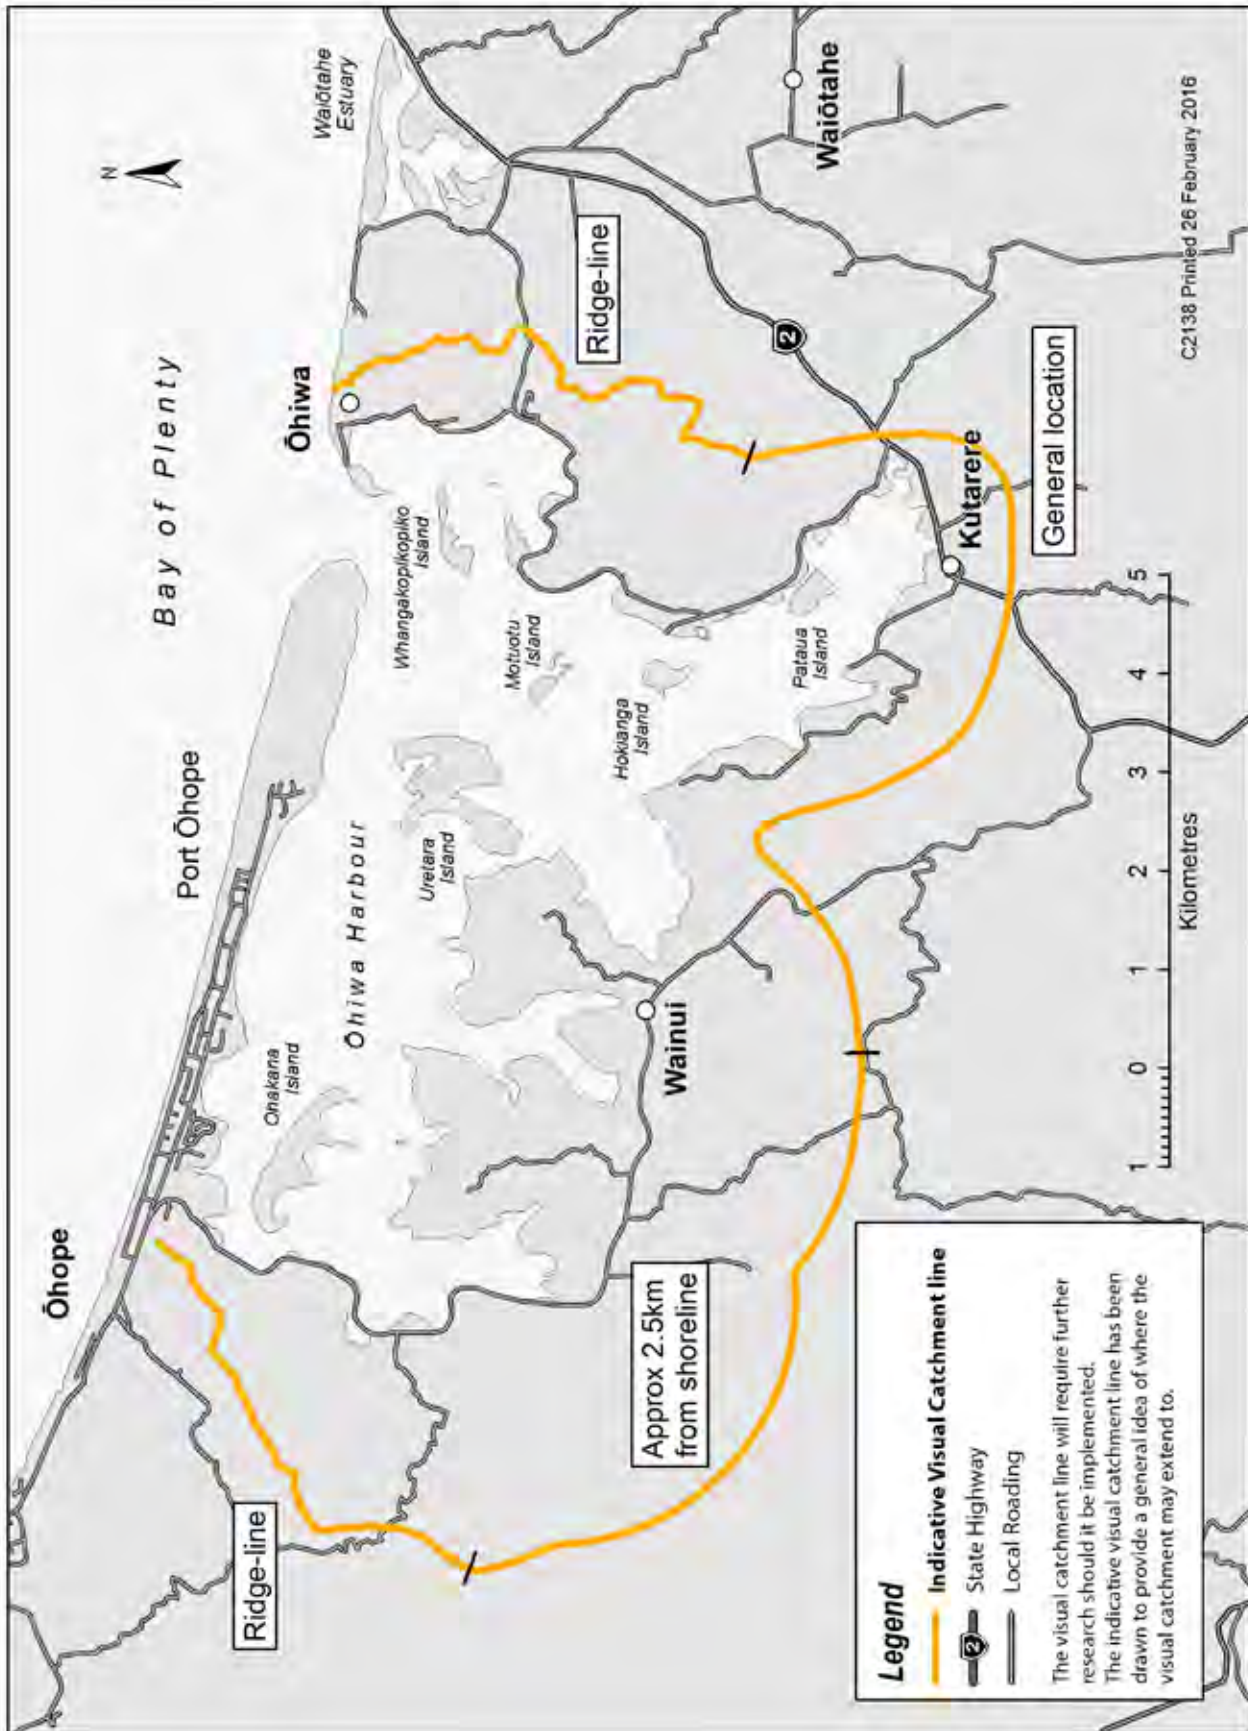 N
Bay of Plenty
Waiōtahe
Estuary
Ōhope
Port Ōhope
Ōhiwa
Ridge-line
Onakana
Island
Ōhiwa Harbour
Uretara
Island
Whangakopikopiko
Island
Motuotu
Island
Hokianga
Island
Pataua
Island
Ridge-line
Waiōtahe
2
Wainui
Kutarere
Approx 2.5km
from shoreline
General location
Legend
Indicative Visual Catchment line
2 State Highway
Local Roading
The visual catchment line will require further
research should it be implemented.
The indicative visual catchment line has been
drawn to provide a general idea of where the
visual catchment may extend to.
1 0 1 2 3 4 5
Kilometres
C2138 Printed 26 February 2016